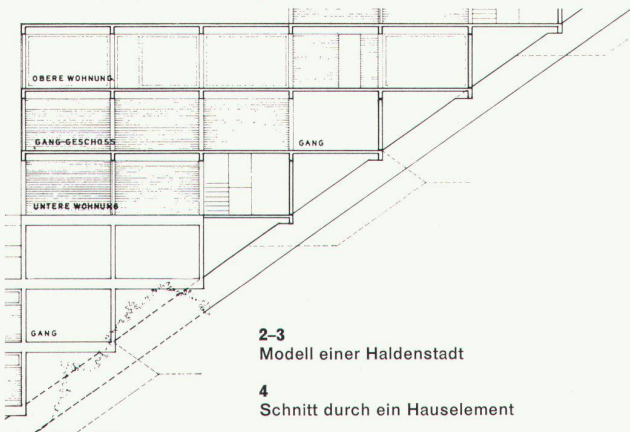 OBERE WOHNUNG
GANG-GESCHOSS
GANG
UNTERE WOHNUNG
GANG
2–3
Modell einer Haldenstadt
4
Schnitt durch ein Hauselement